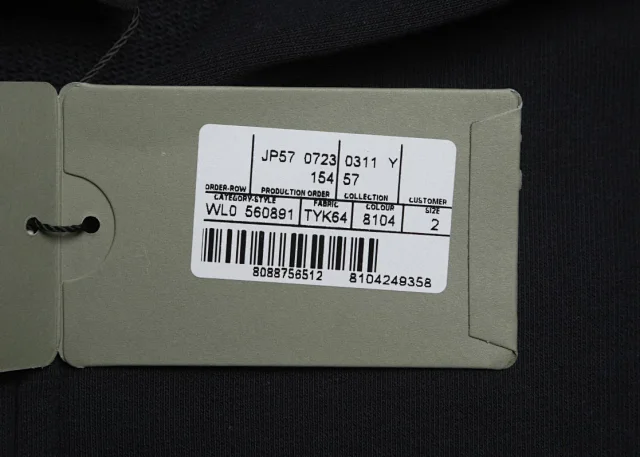 JP57 0723 0311 Y
154 57
ORDER-ROW PRODUCTION ORDER COLLECTION CUSTOMER
CATEGORY-STYLE FABRIC COLOUR SIZE
WL0 560891 TYK64 8104 2
8088756512 8104249358